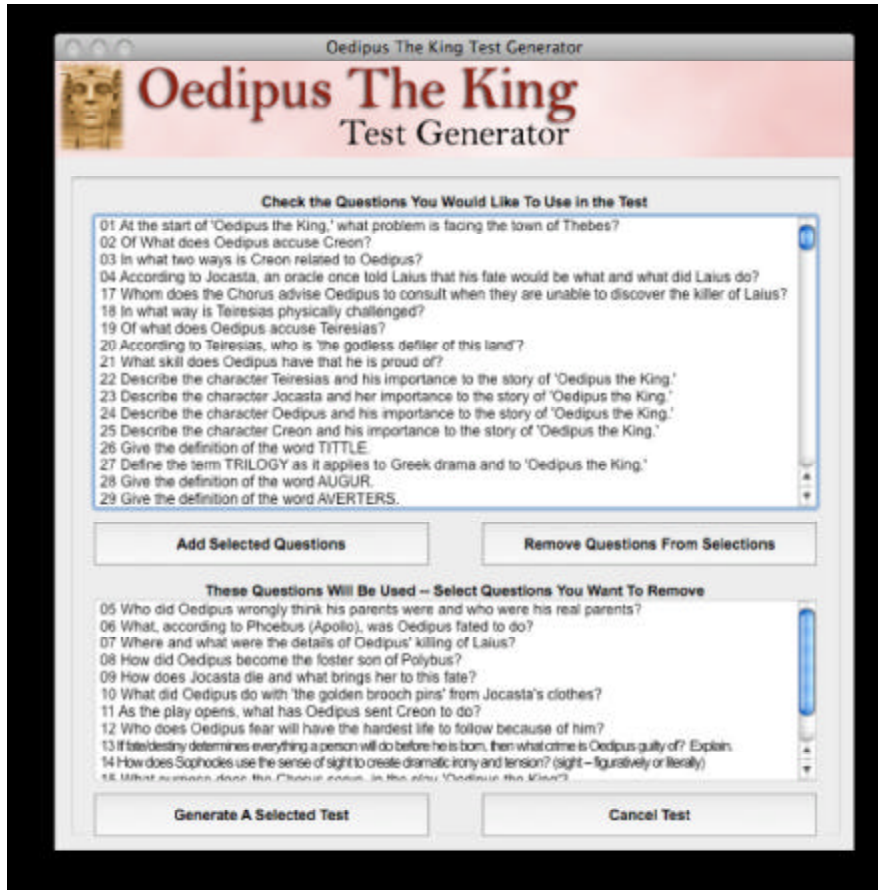 Oedipus The King Test Generator
Oedipus The King
Test Generator
Check the Questions You Would Like To Use in the Test
01 At the start of 'Oedipus the King,' what problem is facing the town of Thebes?
02 Of What does Oedipus accuse Creon?
03 In what two ways is Creon related to Oedipus?
04 According to Jocasta, an oracle once told Laius that his fate would be what and what did Laius do?
17 Whom does the Chorus advise Oedipus to consult when they are unable to discover the killer of Laius?
18 In what way is Teiresias physically challenged?
19 Of what does Oedipus accuse Teiresias?
20 According to Teiresias, who is 'the godless defiler of this land'?
21 What skill does Oedipus have that he is proud of?
22 Describe the character Teiresias and his importance to the story of 'Oedipus the King.'
23 Describe the character Jocasta and her importance to the story of 'Oedipus the King.'
24 Describe the character Oedipus and his importance to the story of 'Oedipus the King.'
25 Describe the character Creon and his importance to the story of 'Oedipus the King.'
26 Give the definition of the word TITTLE.
27 Define the term TRILOGY as it applies to Greek drama and to 'Oedipus the King.'
28 Give the definition of the word AUGUR.
29 Give the definition of the word AVERTERS.
Add Selected Questions
Remove Questions From Selections
These Questions Will Be Used -- Select Questions You Want To Remove
05 Who did Oedipus wrongly think his parents were and who were his real parents?
06 What, according to Phoebus (Apollo), was Oedipus fated to do?
07 Where and what were the details of Oedipus' killing of Laius?
08 How did Oedipus become the foster son of Polybus?
09 How does Jocasta die and what brings her to this fate?
10 What did Oedipus do with 'the golden brooch pins' from Jocasta's clothes?
11 As the play opens, what has Oedipus sent Creon to do?
12 Who does Oedipus fear will have the hardest life to follow because of him?
13 If fate/destiny determines everything a person will do before he is born, then what crime is Oedipus guilty of? Explain.
14 How does Sophocles use the sense of sight to create dramatic irony and tension? (sight – figuratively or literally)
15 What purpose does the Chorus serve, in the play 'Oedipus the King'?
Generate A Selected Test
Cancel Test